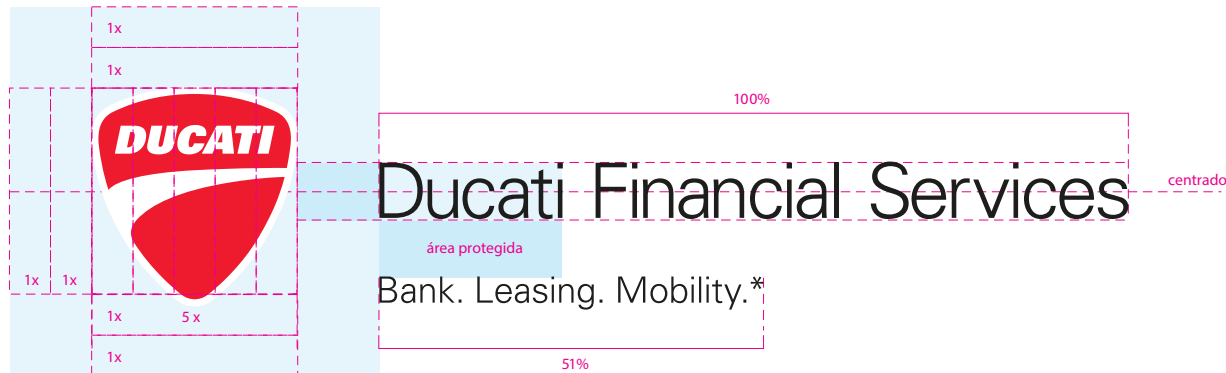 1x
1x
100%
DUCATI
Ducati Financial Services
centrado
área protegida
1x 1x
Bank. Leasing. Mobility.*
1x 5 x
1x
51%